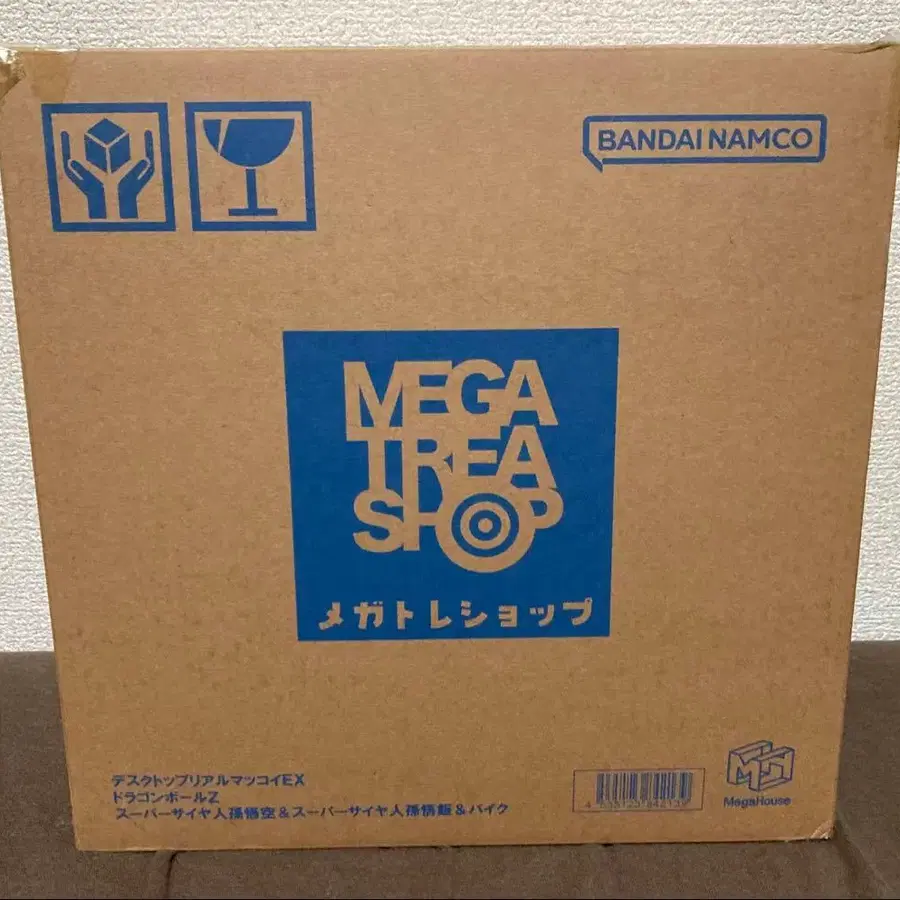 BANDAI NAMCO
MEGA
TREA
SHOP
メガトレショップ
デスクトップリアルマッコイEX
ドラゴンボールZ
スーパーサイヤ人孫悟空&スーパーサイヤ人孫悟飯&バイク
MegaHouse